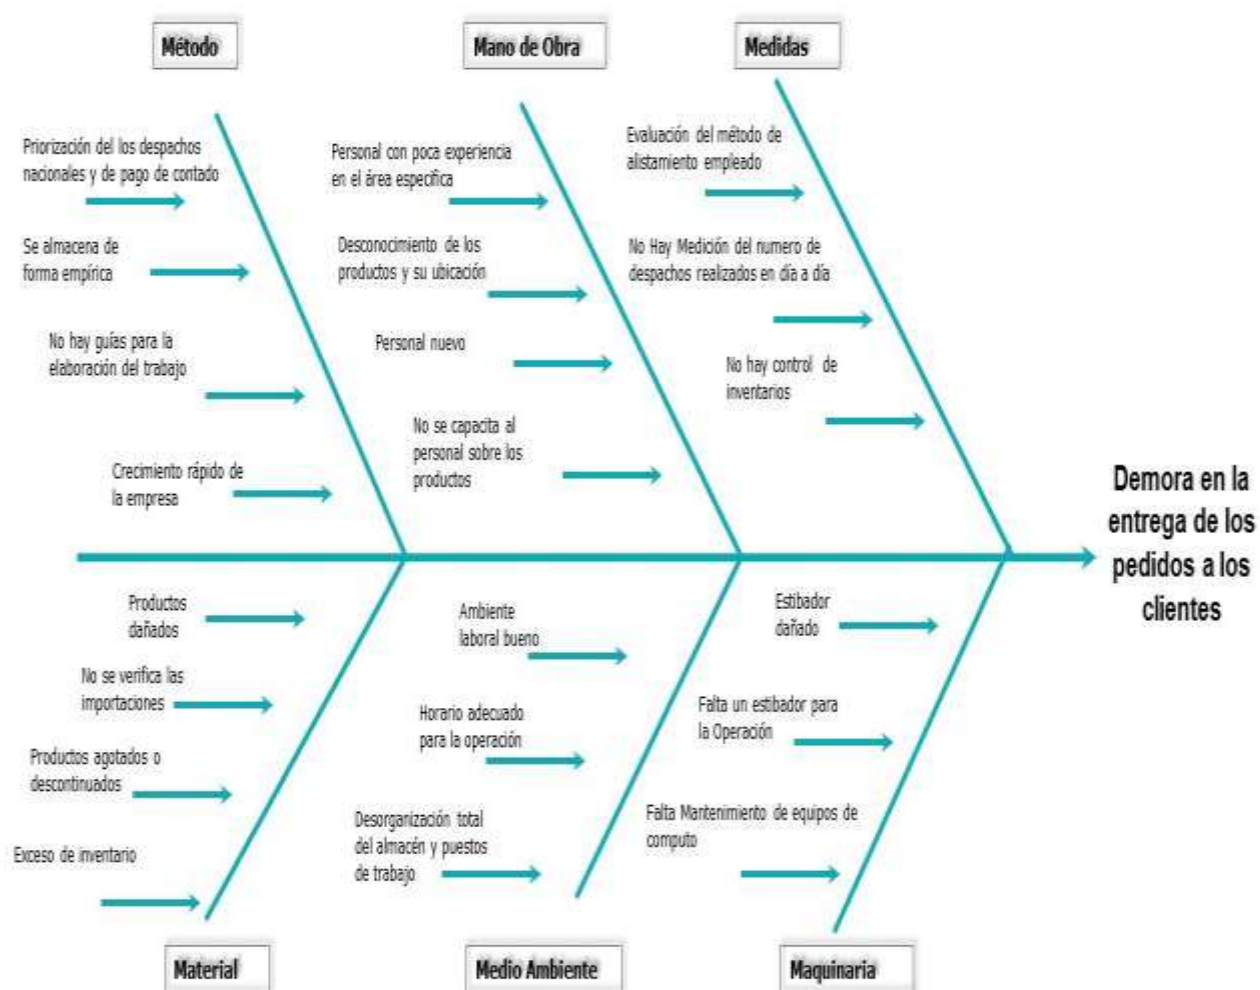 Método
Mano de Obra
Medidas
Priorización del los despachos
nacionales y de pago de contado
Se almacena de
forma empírica
No hay guías para la
elaboración del trabajo
Crecimiento rápido de
la empresa
Personal con poca experiencia
en el área especifica
Desconocimiento de los
productos y su ubicación
Personal nuevo
No se capacita al
personal sobre los
productos
Evaluación del método de
alistamiento empleado
No Hay Medición del numero de
despachos realizados en día a día
No hay control de
inventarios
Demora en la
entrega de los
pedidos a los
clientes
Productos
dañados
No se verifica las
importaciones
Productos agotados o
descontinuados
Exceso de inventario
Ambiente
laboral bueno
Horario adecuado
para la operación
Desorganización total
del almacén y puestos
de trabajo
Estibador
dañado
Falta un estibador para
la Operación
Falta Mantenimiento de equipos de
computo
Material
Medio Ambiente
Maquinaria